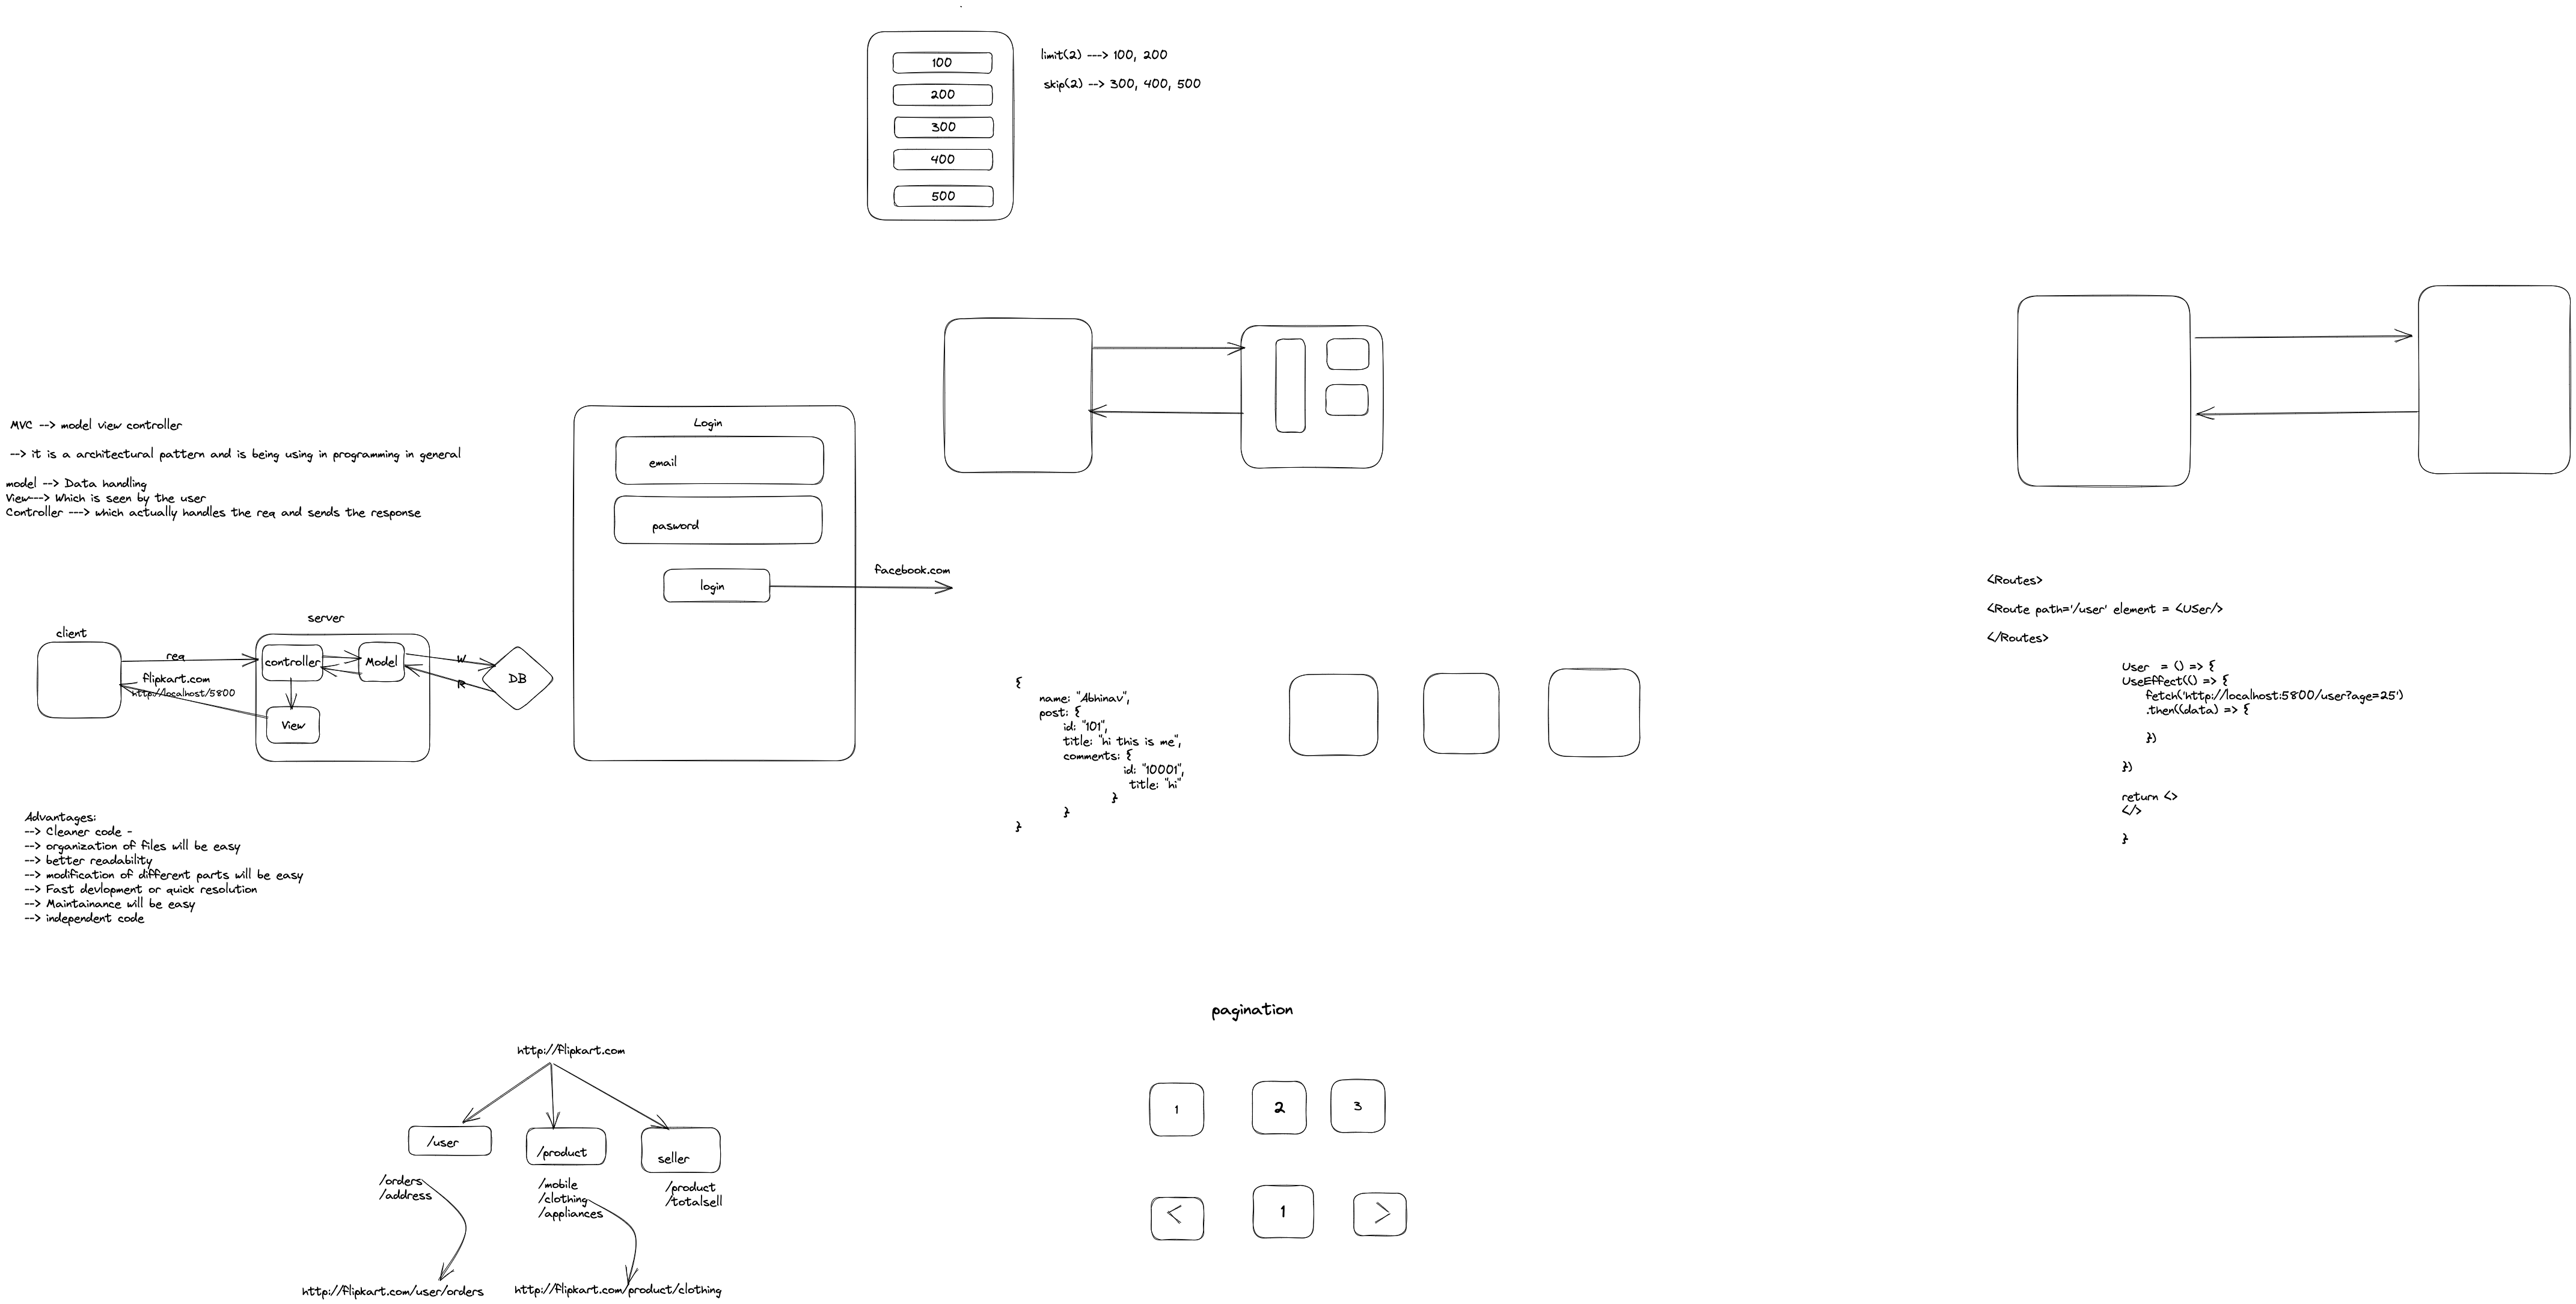 100
200
300
400
500
limit(2) ---> 100, 200
skip(2) --> 300, 400, 500
MVC --> model view controller
--> it is a architectural pattern and is being using in programming in general
model --> Data handling
View---> Which is seen by the user
Controller ---> which actually handles the req and sends the response
Login
email
pasword
login
facebook.com
client
server
req
flipkart.com
http://localhost/5800
controller
Model
View
W
R
DB
Advantages:
--> Cleaner code -
--> organization of files will be easy
--> better readability
--> modification of different parts will be easy
--> Fast devlopment or quick resolution
--> Maintainance will be easy
--> independent code
{
name: "Abhinav",
post: {
id: "101",
title: "hi this is me",
comments: {
id: "10001",
title: "hi"
}
}
}
<Routes>
<Route path='/user' element = <USer/>
</Routes>
User = () => {
UseEffect(() => {
fetch('http://localhost:5800/user?age=25')
.then((data) => {
})
})
return <>
</>
}
http://flipkart.com
/user
/product
seller
/orders
/address
/mobile
/clothing
/appliances
/product
/totalsell
http://flipkart.com/user/orders
http://flipkart.com/product/clothing
pagination
1
2
3
<
1
>